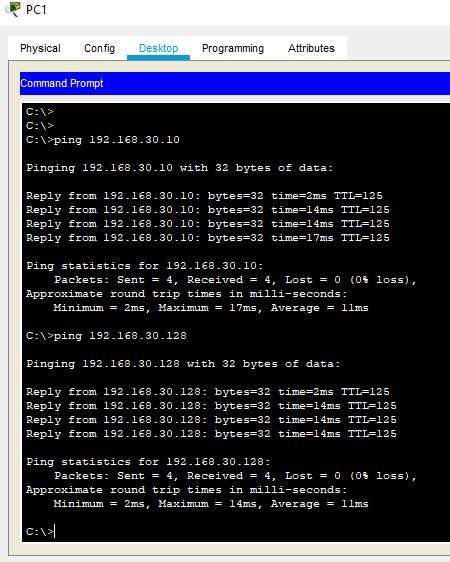 PC1
Physical Config Desktop Programming Attributes
Command Prompt
C:\>
C:\>
C:\>ping 192.168.30.10
Pinging 192.168.30.10 with 32 bytes of data:
Reply from 192.168.30.10: bytes=32 time=2ms TTL=125
Reply from 192.168.30.10: bytes=32 time=14ms TTL=125
Reply from 192.168.30.10: bytes=32 time=14ms TTL=125
Reply from 192.168.30.10: bytes=32 time=17ms TTL=125
Ping statistics for 192.168.30.10:
Packets: Sent = 4, Received = 4, Lost = 0 (0% loss),
Approximate round trip times in milli-seconds:
Minimum = 2ms, Maximum = 17ms, Average = 11ms
C:\>ping 192.168.30.128
Pinging 192.168.30.128 with 32 bytes of data:
Reply from 192.168.30.128: bytes=32 time=2ms TTL=125
Reply from 192.168.30.128: bytes=32 time=14ms TTL=125
Reply from 192.168.30.128: bytes=32 time=14ms TTL=125
Reply from 192.168.30.128: bytes=32 time=14ms TTL=125
Ping statistics for 192.168.30.128:
Packets: Sent = 4, Received = 4, Lost = 0 (0% loss),
Approximate round trip times in milli-seconds:
Minimum = 2ms, Maximum = 14ms, Average = 11ms
C:\>